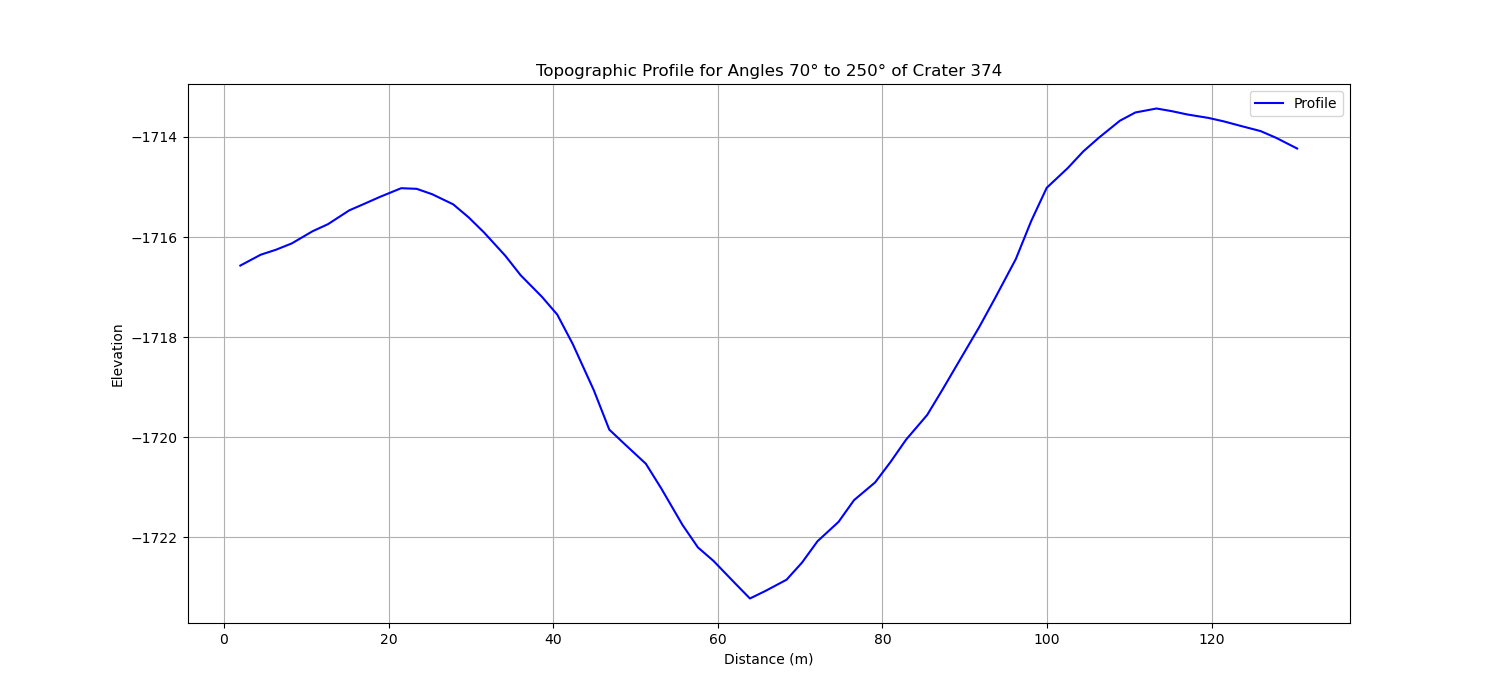 Topographic Profile for Angles 70° to 250° of Crater 374
Profile
−1714
−1716
−1718
−1720
−1722
Elevation
0 20 40 60 80 100 120
Distance (m)